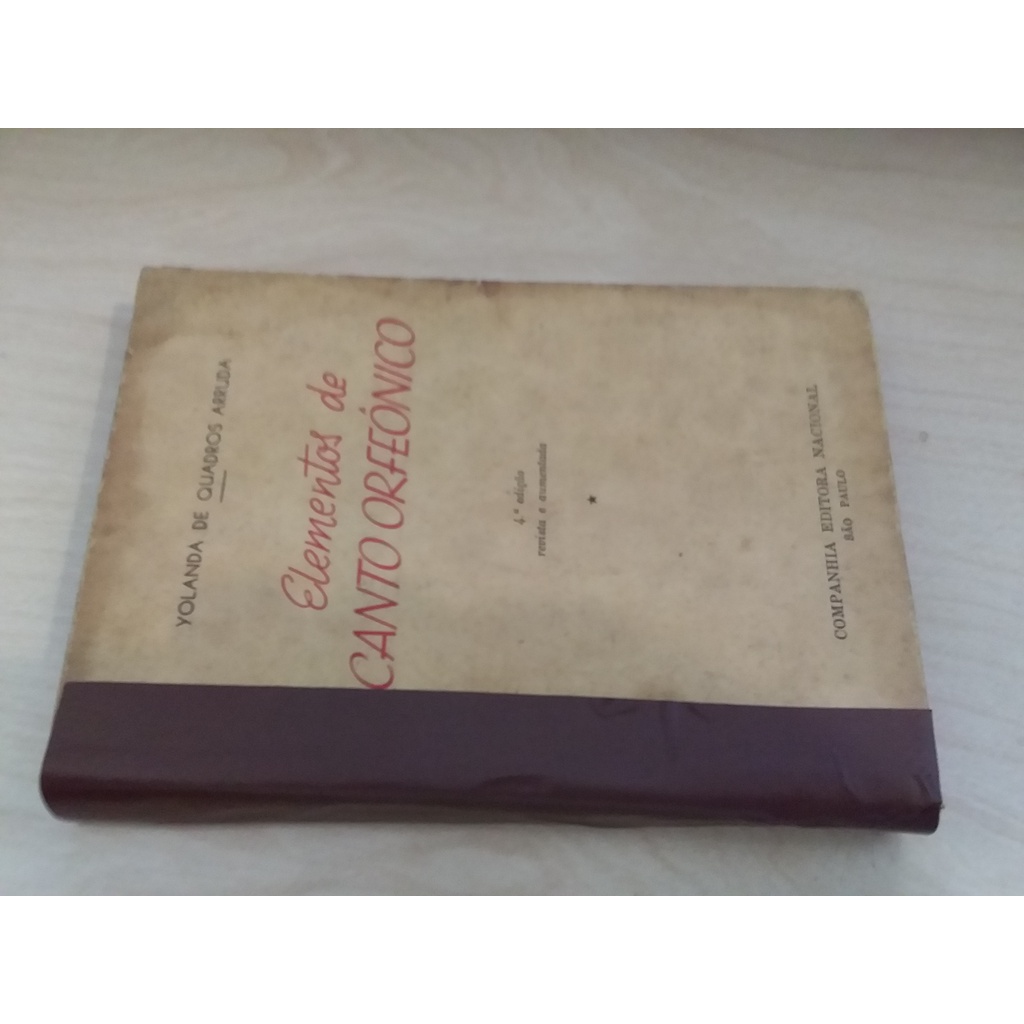 YOLANDA DE QUADROS ARRUDA
Elementos de
CANTO ORFEÔNICO
4.ª edição
revista e aumentada
COMPANHIA EDITORA NACIONAL
SÃO PAULO